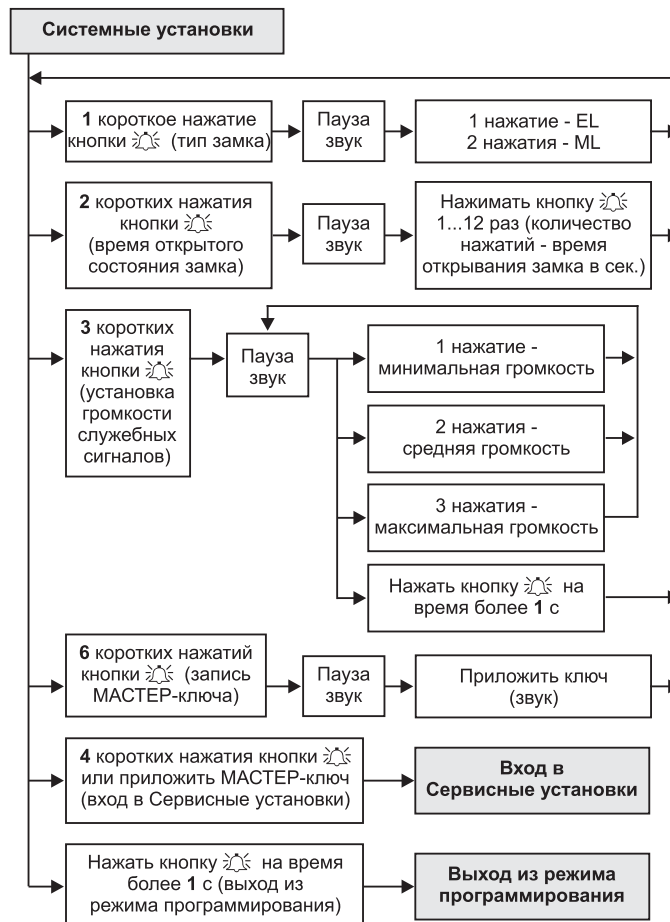 Системные установки
1 короткое нажатие
кнопки (тип замка)
Пауза
звук
1 нажатие - EL
2 нажатия - ML
2 коротких нажатия
кнопки
(время открытого
состояния замка)
Пауза
звук
Нажимать кнопку
1...12 раз (количество
нажатий - время
открывания замка в сек.)
3 коротких
нажатия
кнопки
(установка
громкости
служебных
сигналов)
Пауза
звук
1 нажатие -
минимальная громкость
2 нажатия -
средняя громкость
3 нажатия -
максимальная громкость
Нажать кнопку на
время более 1 с
6 коротких нажатий
кнопки (запись
МАСТЕР-ключа)
Пауза
звук
Приложить ключ
(звук)
4 коротких нажатия кнопки
или приложить МАСТЕР-ключ
(вход в Сервисные установки)
Вход в
Сервисные установки
Нажать кнопку на время
более 1 с (выход из
режима программирования)
Выход из режима
программирования